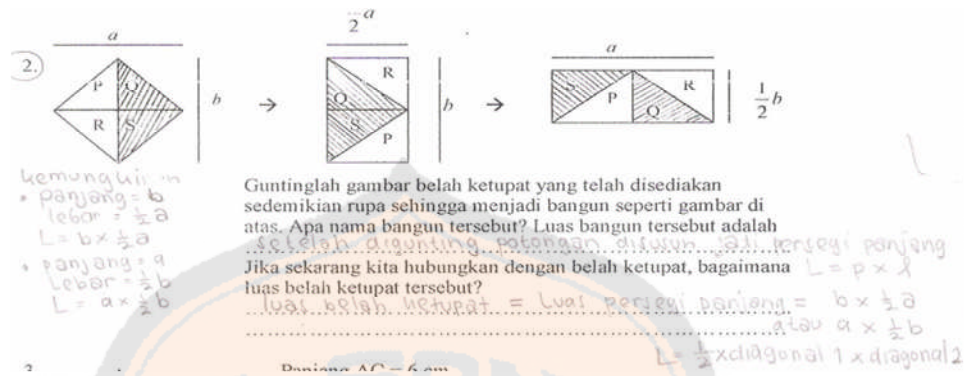 2 a
a
a
2.
P Q
R S
b
→
R
Q
S
P
b
→
S P Q R
1/2 b
kemungkin n
• panjang = b
lebar = 1/2 a
L = b x 1/2 a
• panjang = a
Lebar = 1/2 b
L = a x 1/2 b
Guntinglah gambar belah ketupat yang telah disediakan
sedemikian rupa sehingga menjadi bangun seperti gambar di
atas. Apa nama bangun tersebut? Luas bangun tersebut adalah
setelah digunting potongan disusun jadi persegi panjang
L = p x l
Jika sekarang kita hubungkan dengan belah ketupat, bagaimana
luas belah ketupat tersebut?
luas belah ketupat = Luas persegi panjang = b x 1/2 a
atau a x 1/2 b
L = 1/2 x diagonal 1 x diagonal 2
Panjang AC = 6 cm